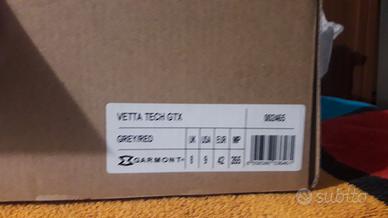 VETTA TECH GTX 002465
GREY/RED UK USA EUR MP
GARMONT 8 9 42 265
subito